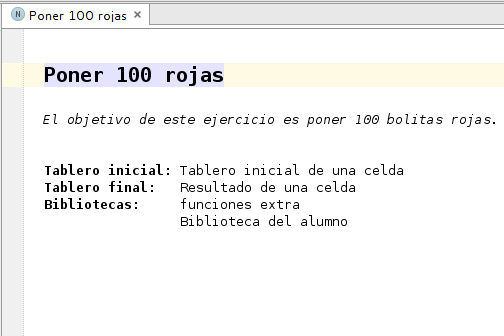 N Poner 100 rojas ×
Poner 100 rojas
El objetivo de este ejercicio es poner 100 bolitas rojas.
Tablero inicial: Tablero inicial de una celda
Tablero final: Resultado de una celda
Bibliotecas: funciones extra
Biblioteca del alumno